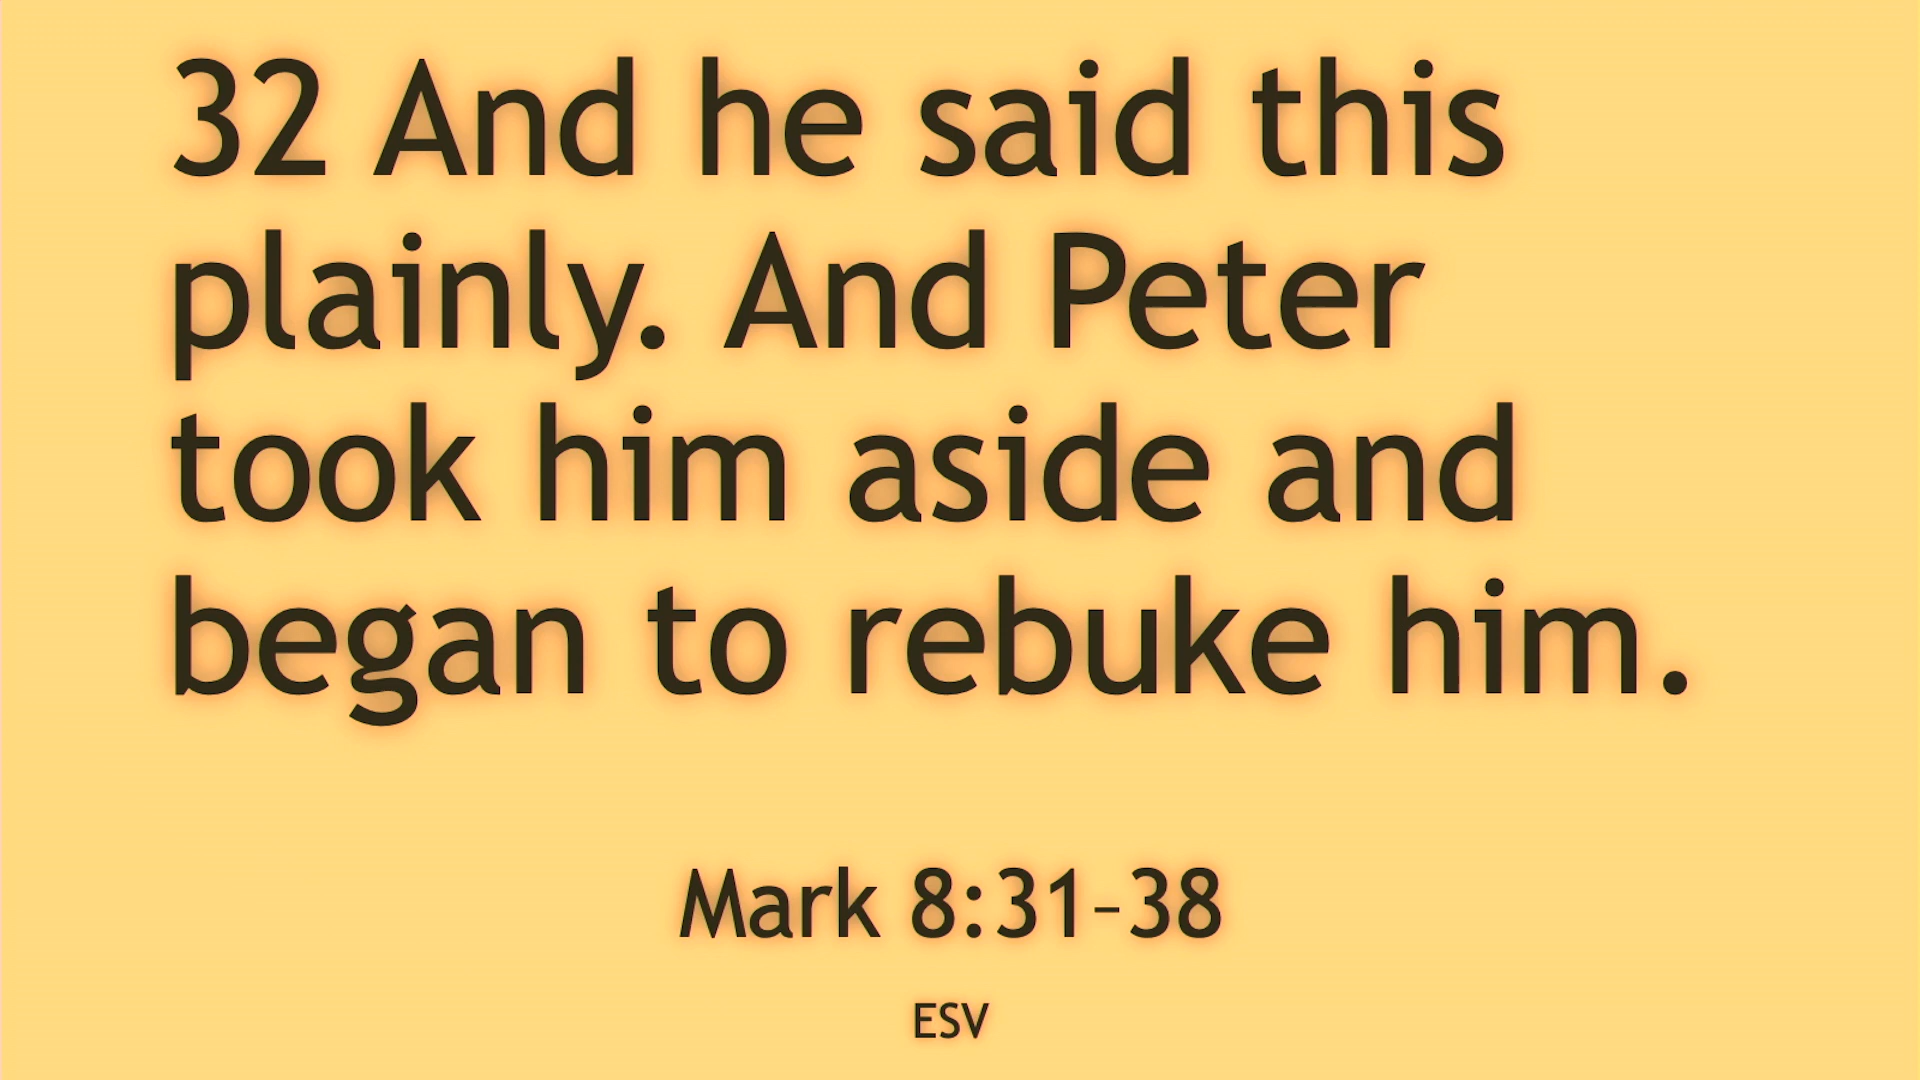 32 And he said this
plainly. And Peter
took him aside and
began to rebuke him.
Mark 8:31–38
ESV